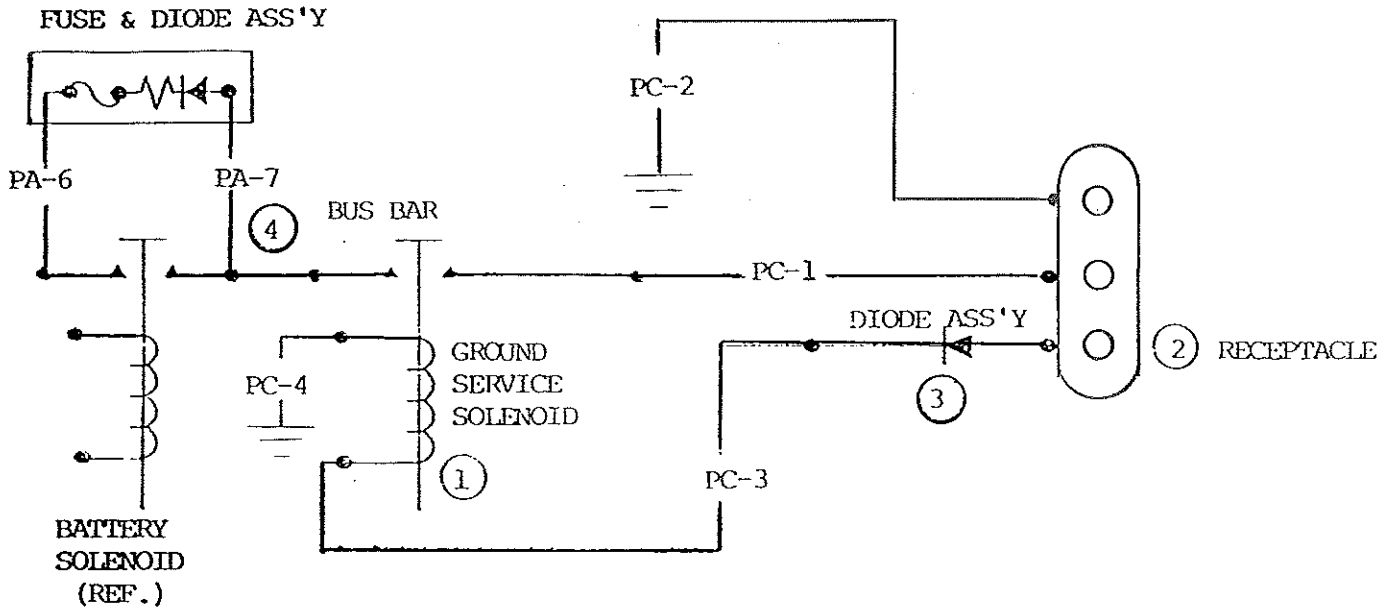 FUSE & DIODE ASS'Y
PC-2
PA-6
PA-7
4
BUS BAR
PC-1
DIODE ASS'Y
2
RECEPTACLE
3
PC-4
GROUND
SERVICE
SOLENOID
1
PC-3
BATTERY
SOLENOID
(REF.)